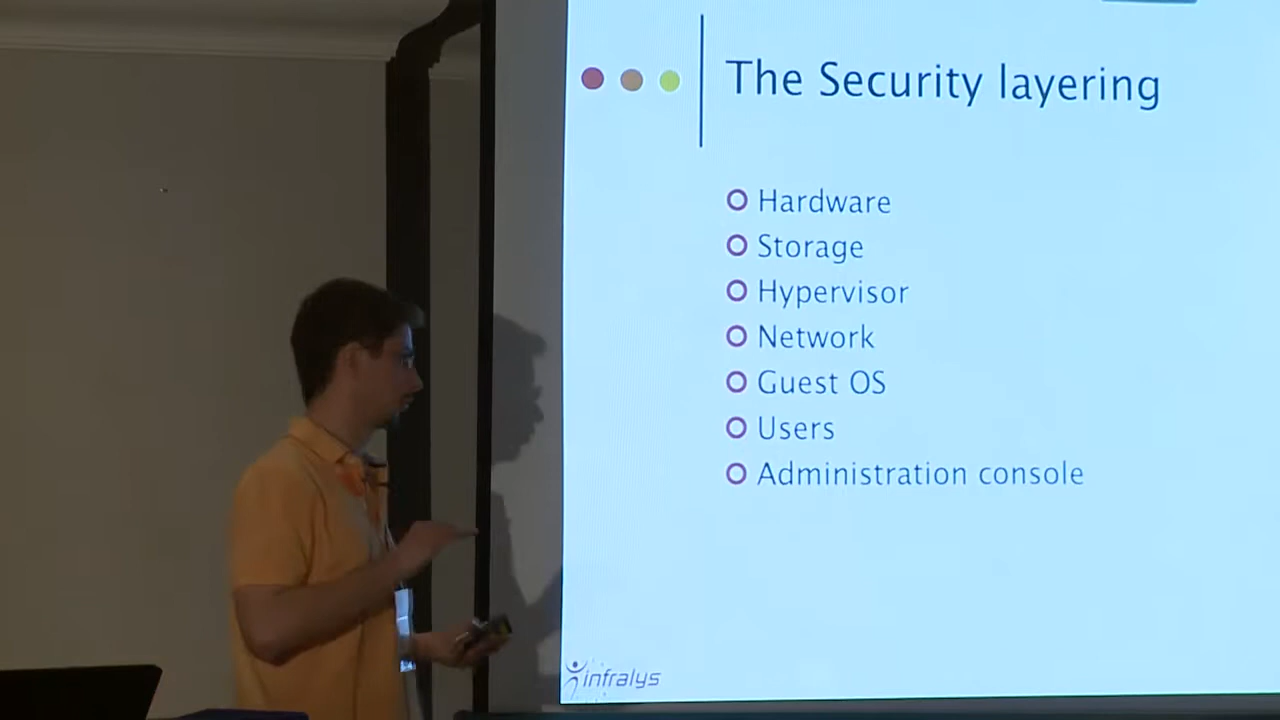 The Security layering
Hardware
Storage
Hypervisor
Network
Guest OS
Users
Administration console
infralys